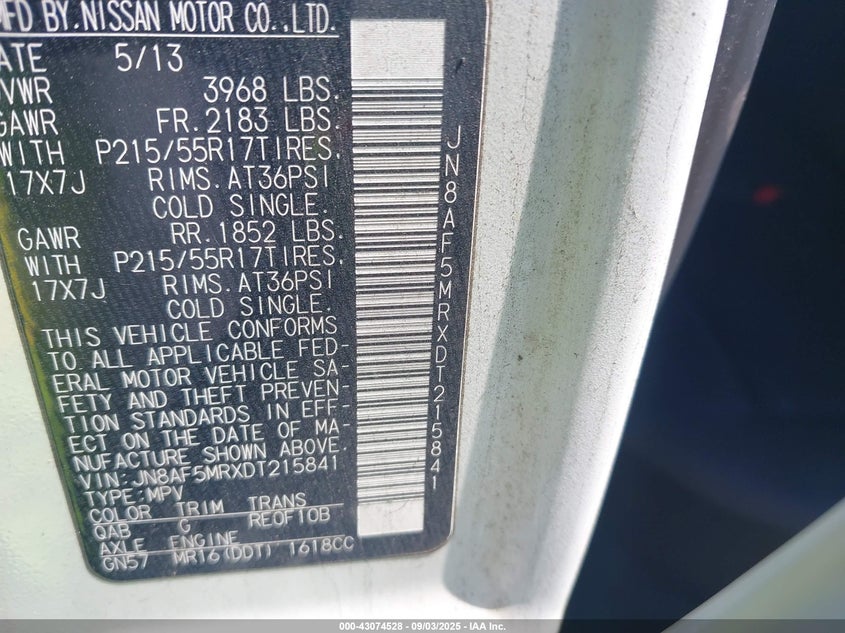 MFD BY.NISSAN MOTOR CO.,LTD.
ATE 5/13
VWR 3968 LBS.
GAWR FR.2183 LBS.
WITH P215/55R17TIRES.
17X7J RIMS.AT36PSI
COLD SINGLE.
GAWR RR.1852 LBS.
WITH P215/55R17TIRES.
17X7J RIMS.AT36PSI
COLD SINGLE.
THIS VEHICLE CONFORMS
TO ALL APPLICABLE FED-
ERAL MOTOR VEHICLE SA-
FETY AND THEFT PREVEN-
TION STANDARDS IN EFF-
ECT ON THE DATE OF MA-
NUFACTURE SHOWN ABOVE.
VIN:JN8AF5MRXDT215841
TYPE:MPV
COLOR TRIM TRANS
QAB G REOF10B
AXLE ENGINE
GN57 MR16(DDT) 1618CC
JN8AF5MRXDT215841
000-43074528 - 09/03/2025 - IAA Inc.